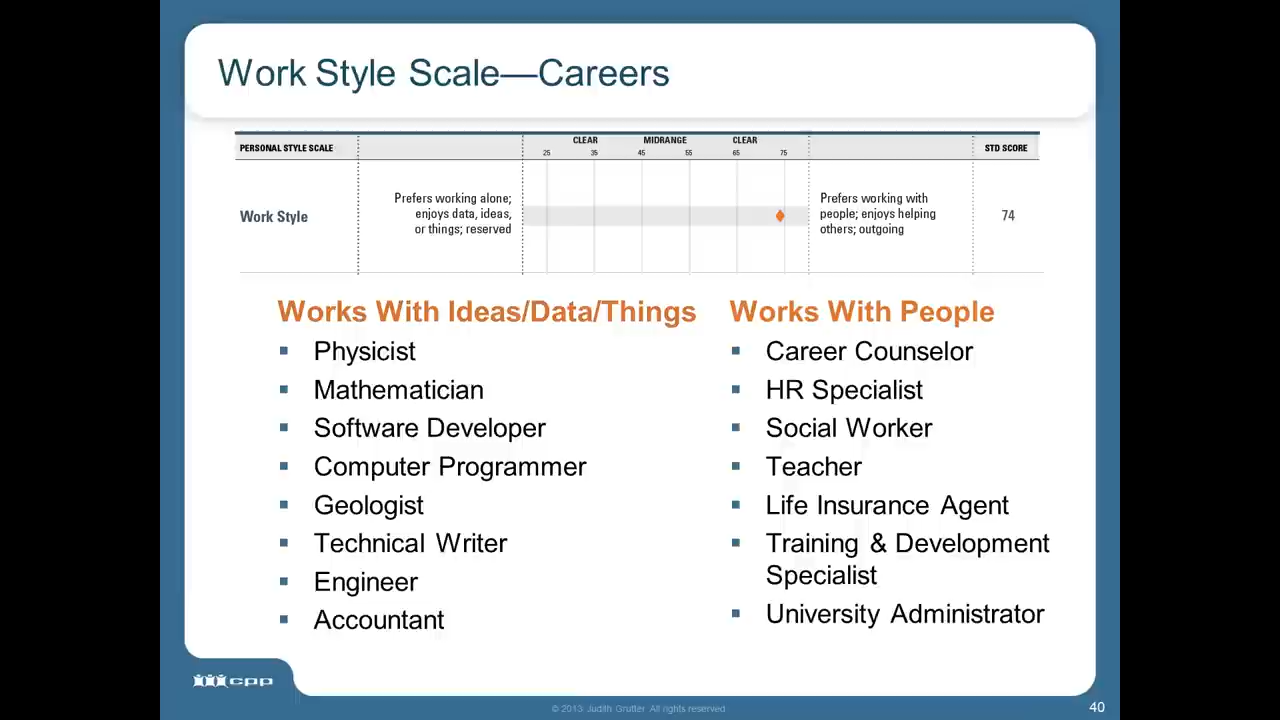 Work Style Scale—Careers
PERSONAL STYLE SCALE
CLEAR MIDRANGE CLEAR
25 35 45 55 65 75
STD SCORE
Work Style
Prefers working alone;
enjoys data, ideas,
or things; reserved
Prefers working with
people; enjoys helping
others; outgoing
74
Works With Ideas/Data/Things
Physicist
Mathematician
Software Developer
Computer Programmer
Geologist
Technical Writer
Engineer
Accountant
Works With People
Career Counselor
HR Specialist
Social Worker
Teacher
Life Insurance Agent
Training & Development
Specialist
University Administrator
cpp
© 2013 Judith Grutter All rights reserved
40